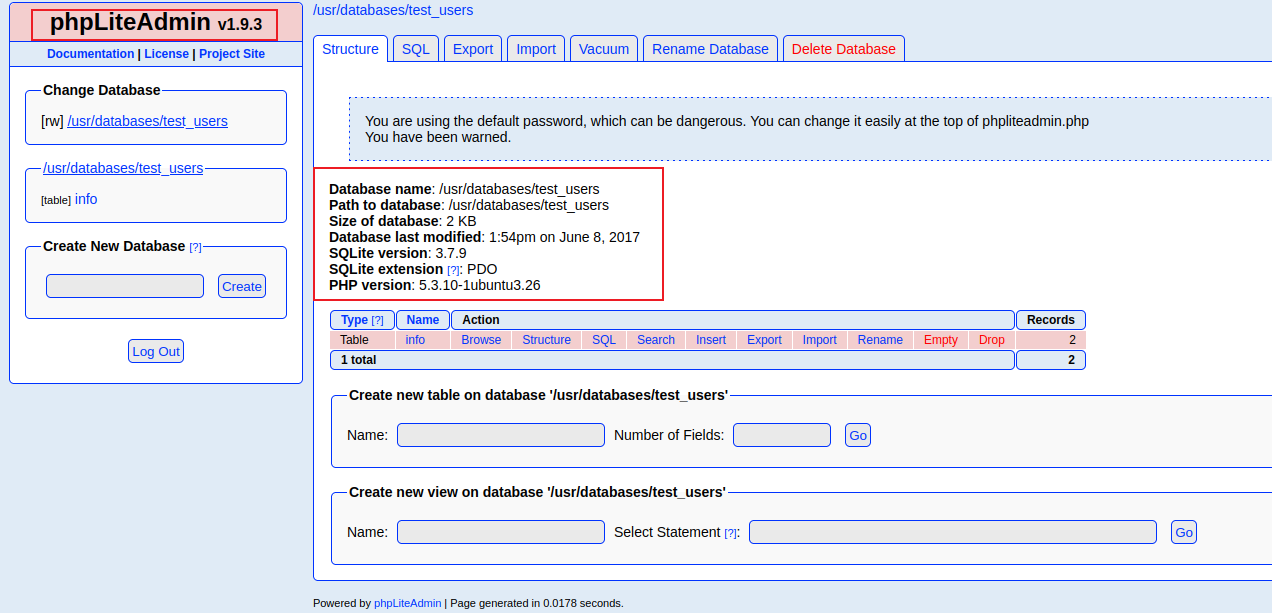 phpLiteAdmin v1.9.3
Documentation | License | Project Site
Change Database
[rw] /usr/databases/test_users
/usr/databases/test_users
[table] info
Create New Database [?]
Create
Log Out
/usr/databases/test_users
Structure SQL Export Import Vacuum Rename Database Delete Database
You are using the default password, which can be dangerous. You can change it easily at the top of phpliteadmin.php
You have been warned.
Database name: /usr/databases/test_users
Path to database: /usr/databases/test_users
Size of database: 2 KB
Database last modified: 1:54pm on June 8, 2017
SQLite version: 3.7.9
SQLite extension [?]: PDO
PHP version: 5.3.10-1ubuntu3.26
Type [?] Name Action Records
Table info Browse Structure SQL Search Insert Export Import Rename Empty Drop 2
1 total 2
Create new table on database '/usr/databases/test_users'
Name: Number of Fields: Go
Create new view on database '/usr/databases/test_users'
Name: Select Statement [?]: Go
Powered by phpLiteAdmin | Page generated in 0.0178 seconds.